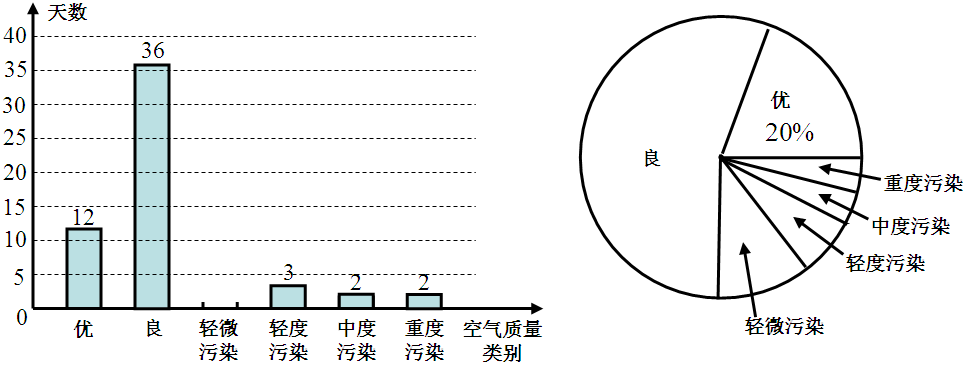 天数
40
35
30
25
20
15
10
5
0
12
36
3
2
2
优
良
轻微
污染
轻度
污染
中度
污染
重度
污染
空气质量
类别
优
20%
良
重度污染
中度污染
轻度污染
轻微污染